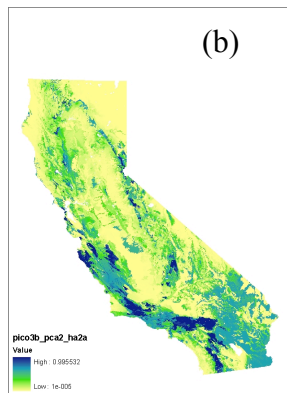 (b)
pico3b_pca2_ha2a
Value
High : 0.995532
Low : 1e-005